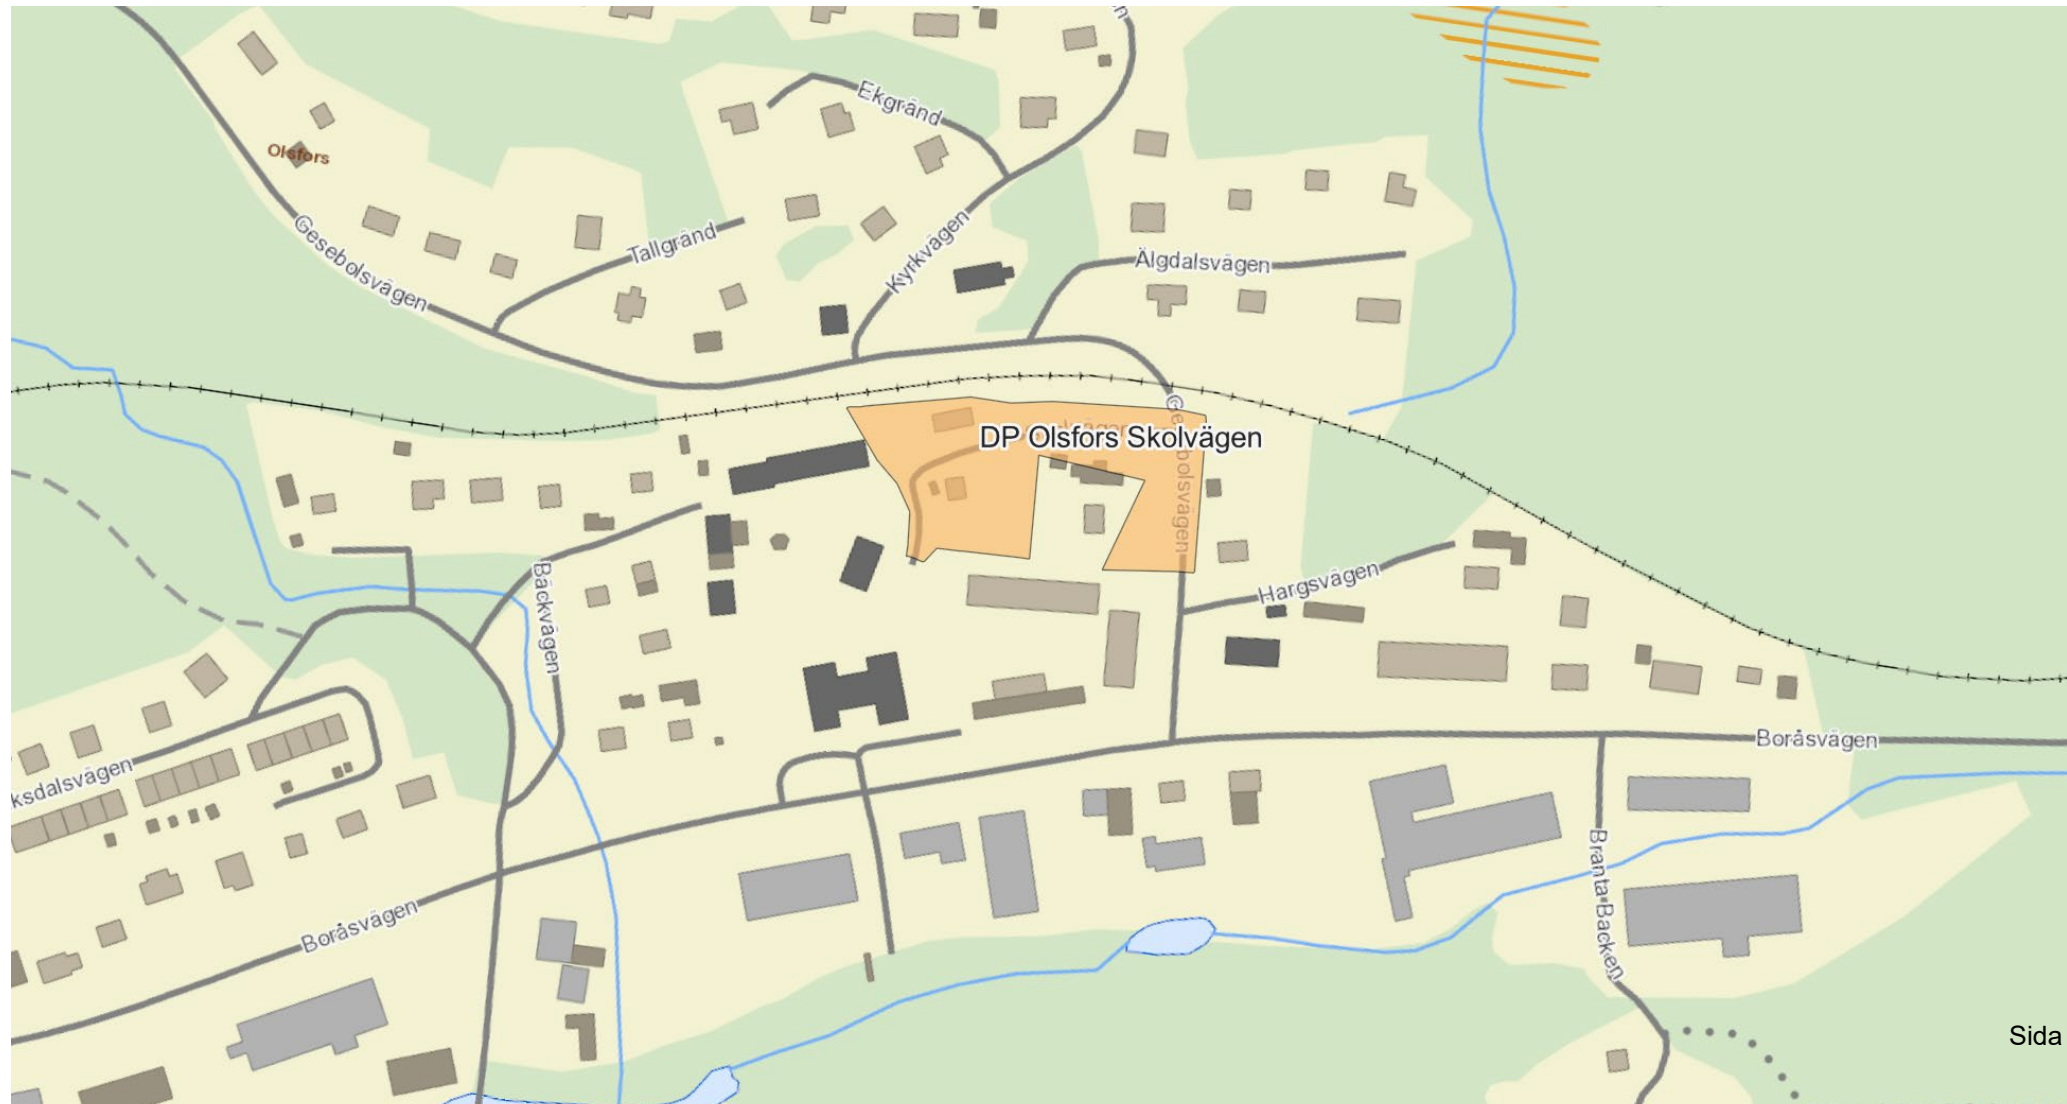 Ekgränd
Olsfors
Gesebolsvägen
Tallgränd
Kyrkvägen
Älgdalsvägen
Gesebolsvägen
DP Olsfors Skolvägen
Bäckvägen
Hargsvägen
Boråsvägen
ksdalsvägen
Branta Backen
Boråsvägen
Sida